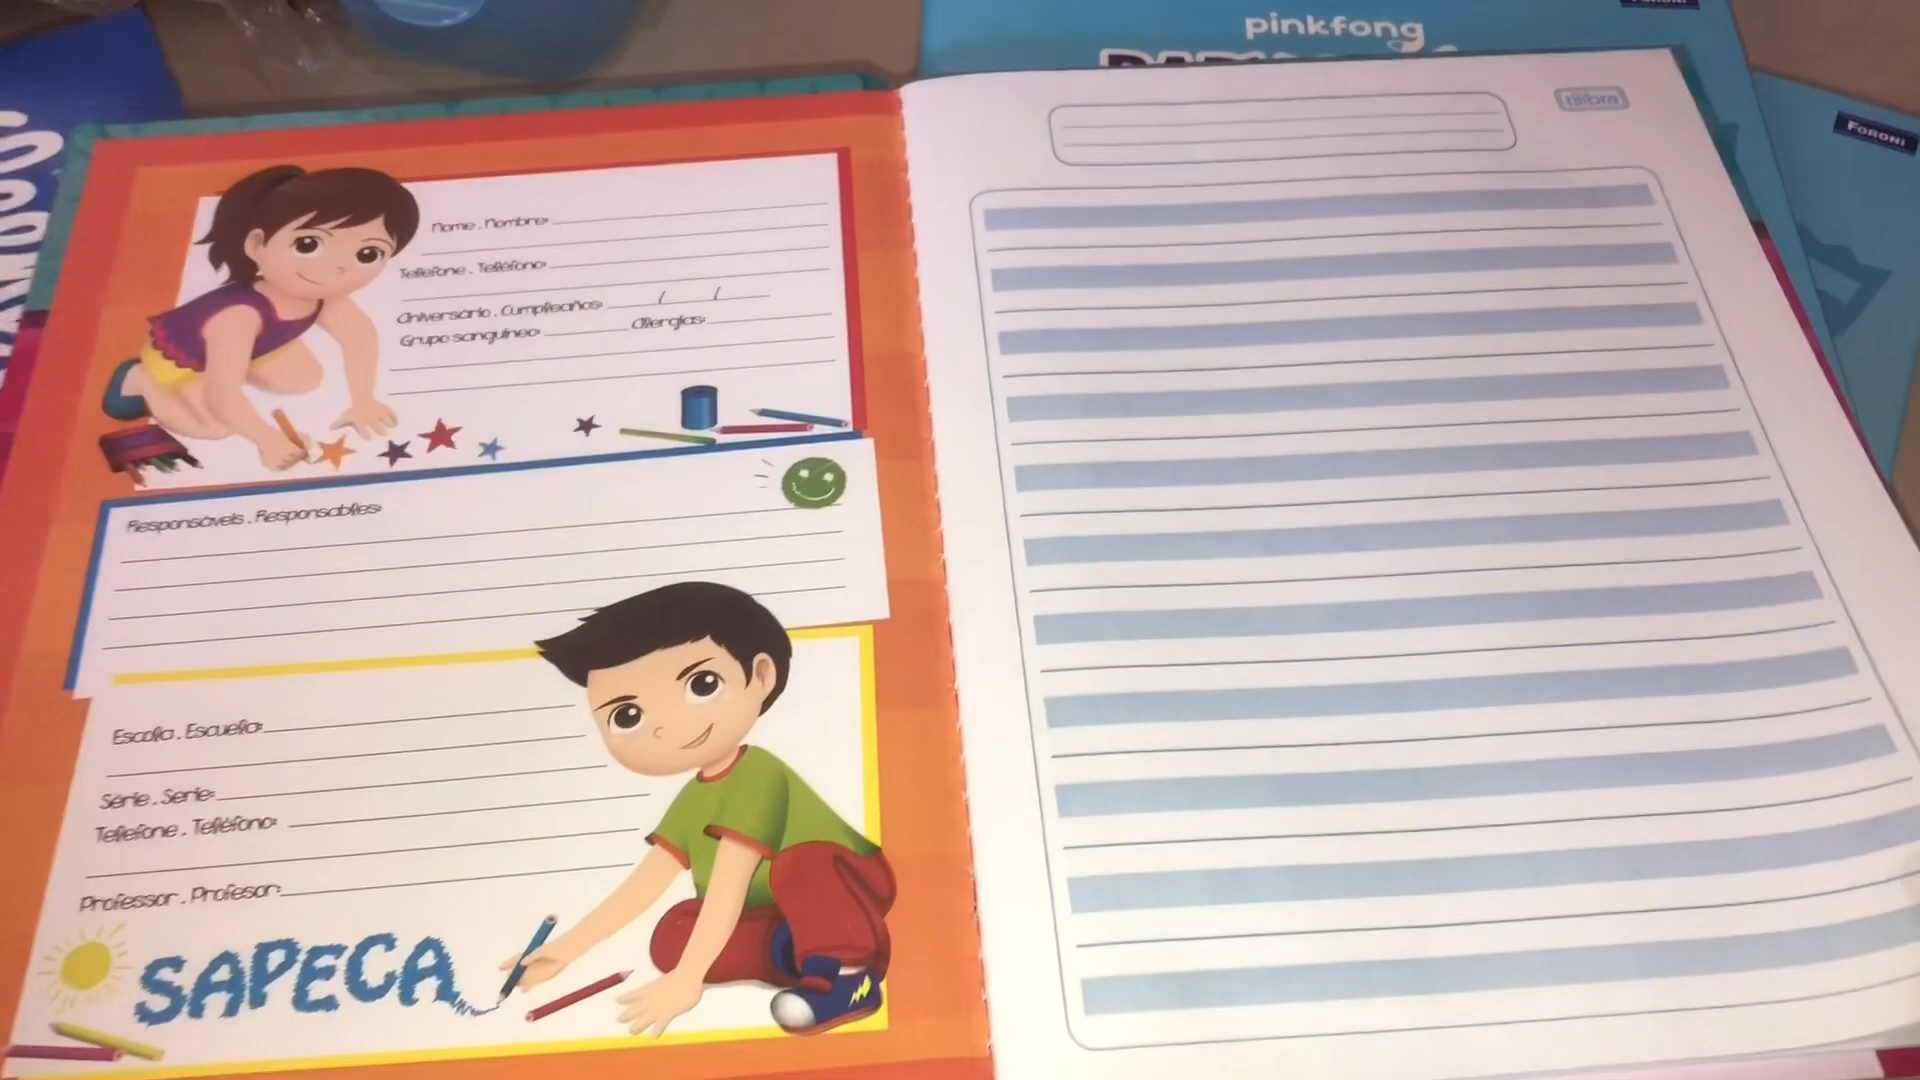 pinkfong
FORONI
tilibra
Nome . Nombre:
Telefone . Teléfono:
Aniversário . Cumpleaños: / /
Grupo sanguíneo: Alergias:
Responsáveis . Responsables:
Escola . Escuela:
Série . Serie:
Telefone . Teléfono:
Professor . Profesor:
SAPECA